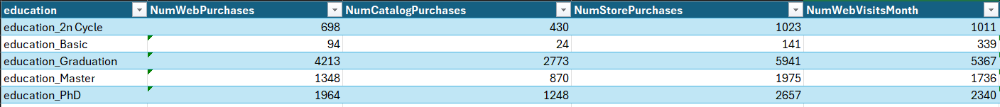 education NumWebPurchases NumCatalogPurchases NumStorePurchases NumWebVisitsMonth
education_2n Cycle 698 430 1023 1011
education_Basic 94 24 141 339
education_Graduation 4213 2773 5941 5367
education_Master 1348 870 1975 1736
education_PhD 1964 1248 2657 2340